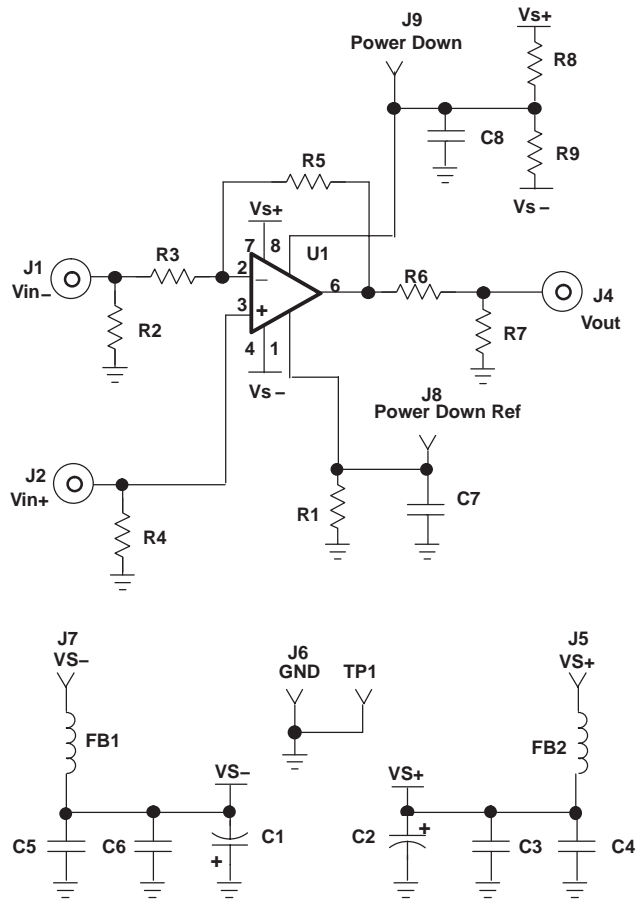 J9
Power Down
Vs+
R8
C8
R9
Vs –
R5
Vs+
7 8
U1
J1
Vin –
R3
2
–
3
+
6
R6
J4
Vout
R2
R7
4 1
Vs –
J8
Power Down Ref
J2
Vin+
R4
R1
C7
J7
VS–
J6
GND
TP1
J5
VS+
FB1
FB2
VS–
VS+
C5
C6
C1
+
C2
+
C3
C4